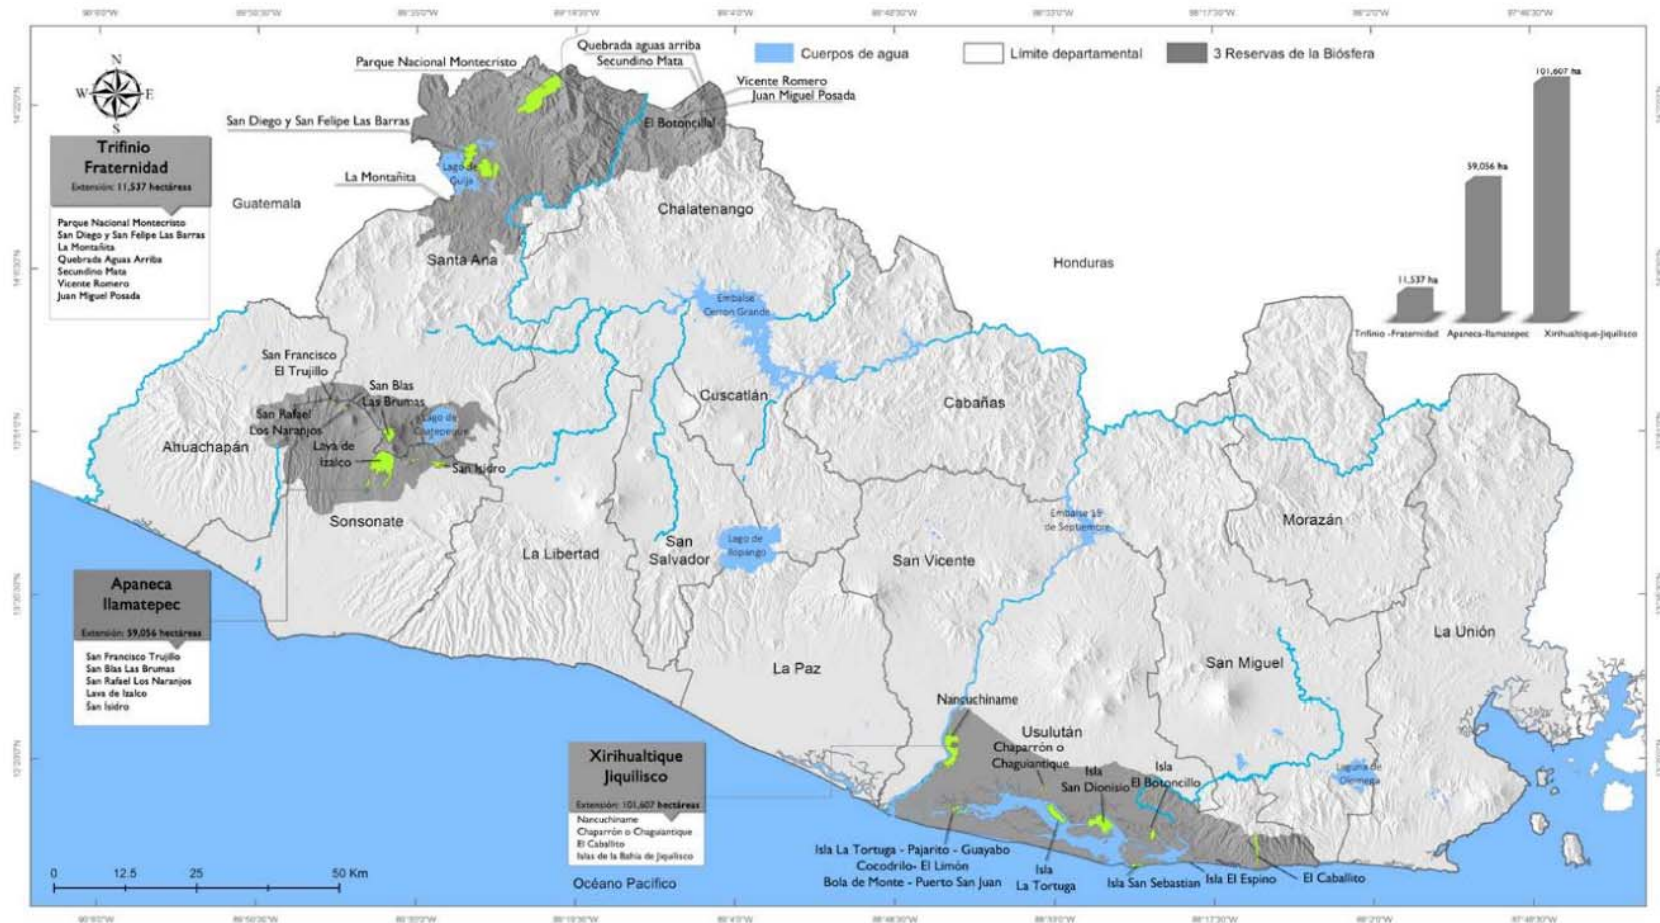 Cuerpos de agua
Límite departamental
3 Reservas de la Biósfera
N
W
E
S
Trifinio
Fraternidad
Extensión: 11,537 hectáreas
Parque Nacional Montecristo
San Diego y San Felipe Las Barras
La Montañita
Quebrada Aguas Arriba
Secundino Mata
Vicente Romero
Juan Miguel Posada
Parque Nacional Montecristo
Quebrada aguas arriba
Secundino Mata
Vicente Romero
Juan Miguel Posada
El Botoncillal
San Diego y San Felipe Las Barras
Lago de
Guija
La Montañita
Guatemala
Honduras
Chalatenango
Santa Ana
Embalse
Cerron Grande
11,537 ha
59,056 ha
101,607 ha
Trifinio -Fraternidad
Apaneca-Ilamatepec
Xirihualtique-Jiquilisco
San Francisco
El Trujillo
San Blas
Las Brumas
San Rafael
Los Naranjos
Lago de
Coatepeque
Lava de
Izalco
San Isidro
Ahuachapán
Sonsonate
Cuscatlán
Cabañas
La Libertad
San
Salvador
Lago de
Ilopango
San Vicente
Embalse 15
de Septiembre
Morazán
La Unión
San Miguel
La Paz
Usulután
Apaneca
Ilamatepec
Extensión: 59,056 hectáreas
San Francisco Trujillo
San Blas Las Brumas
San Rafael Los Naranjos
Lava de Izalco
San Isidro
Xirihualtique
Jiquilisco
Extensión: 101,607 hectáreas
Nancuchiname
Chaparrón o Chaguiantique
El Caballito
Islas de la Bahía de Jiquilisco
Nancuchiname
Chaparrón o
Chaguiantique
Isla
San Dionisio
Isla
El Botoncillo
Laguna de
Olomega
Isla La Tortuga - Pajarito - Guayabo
Cocodrilo- El Limón
Bola de Monte - Puerto San Juan
Isla
La Tortuga
Isla San Sebastian
Isla El Espino
El Caballito
Océano Pacífico
0 12.5 25 50 Km